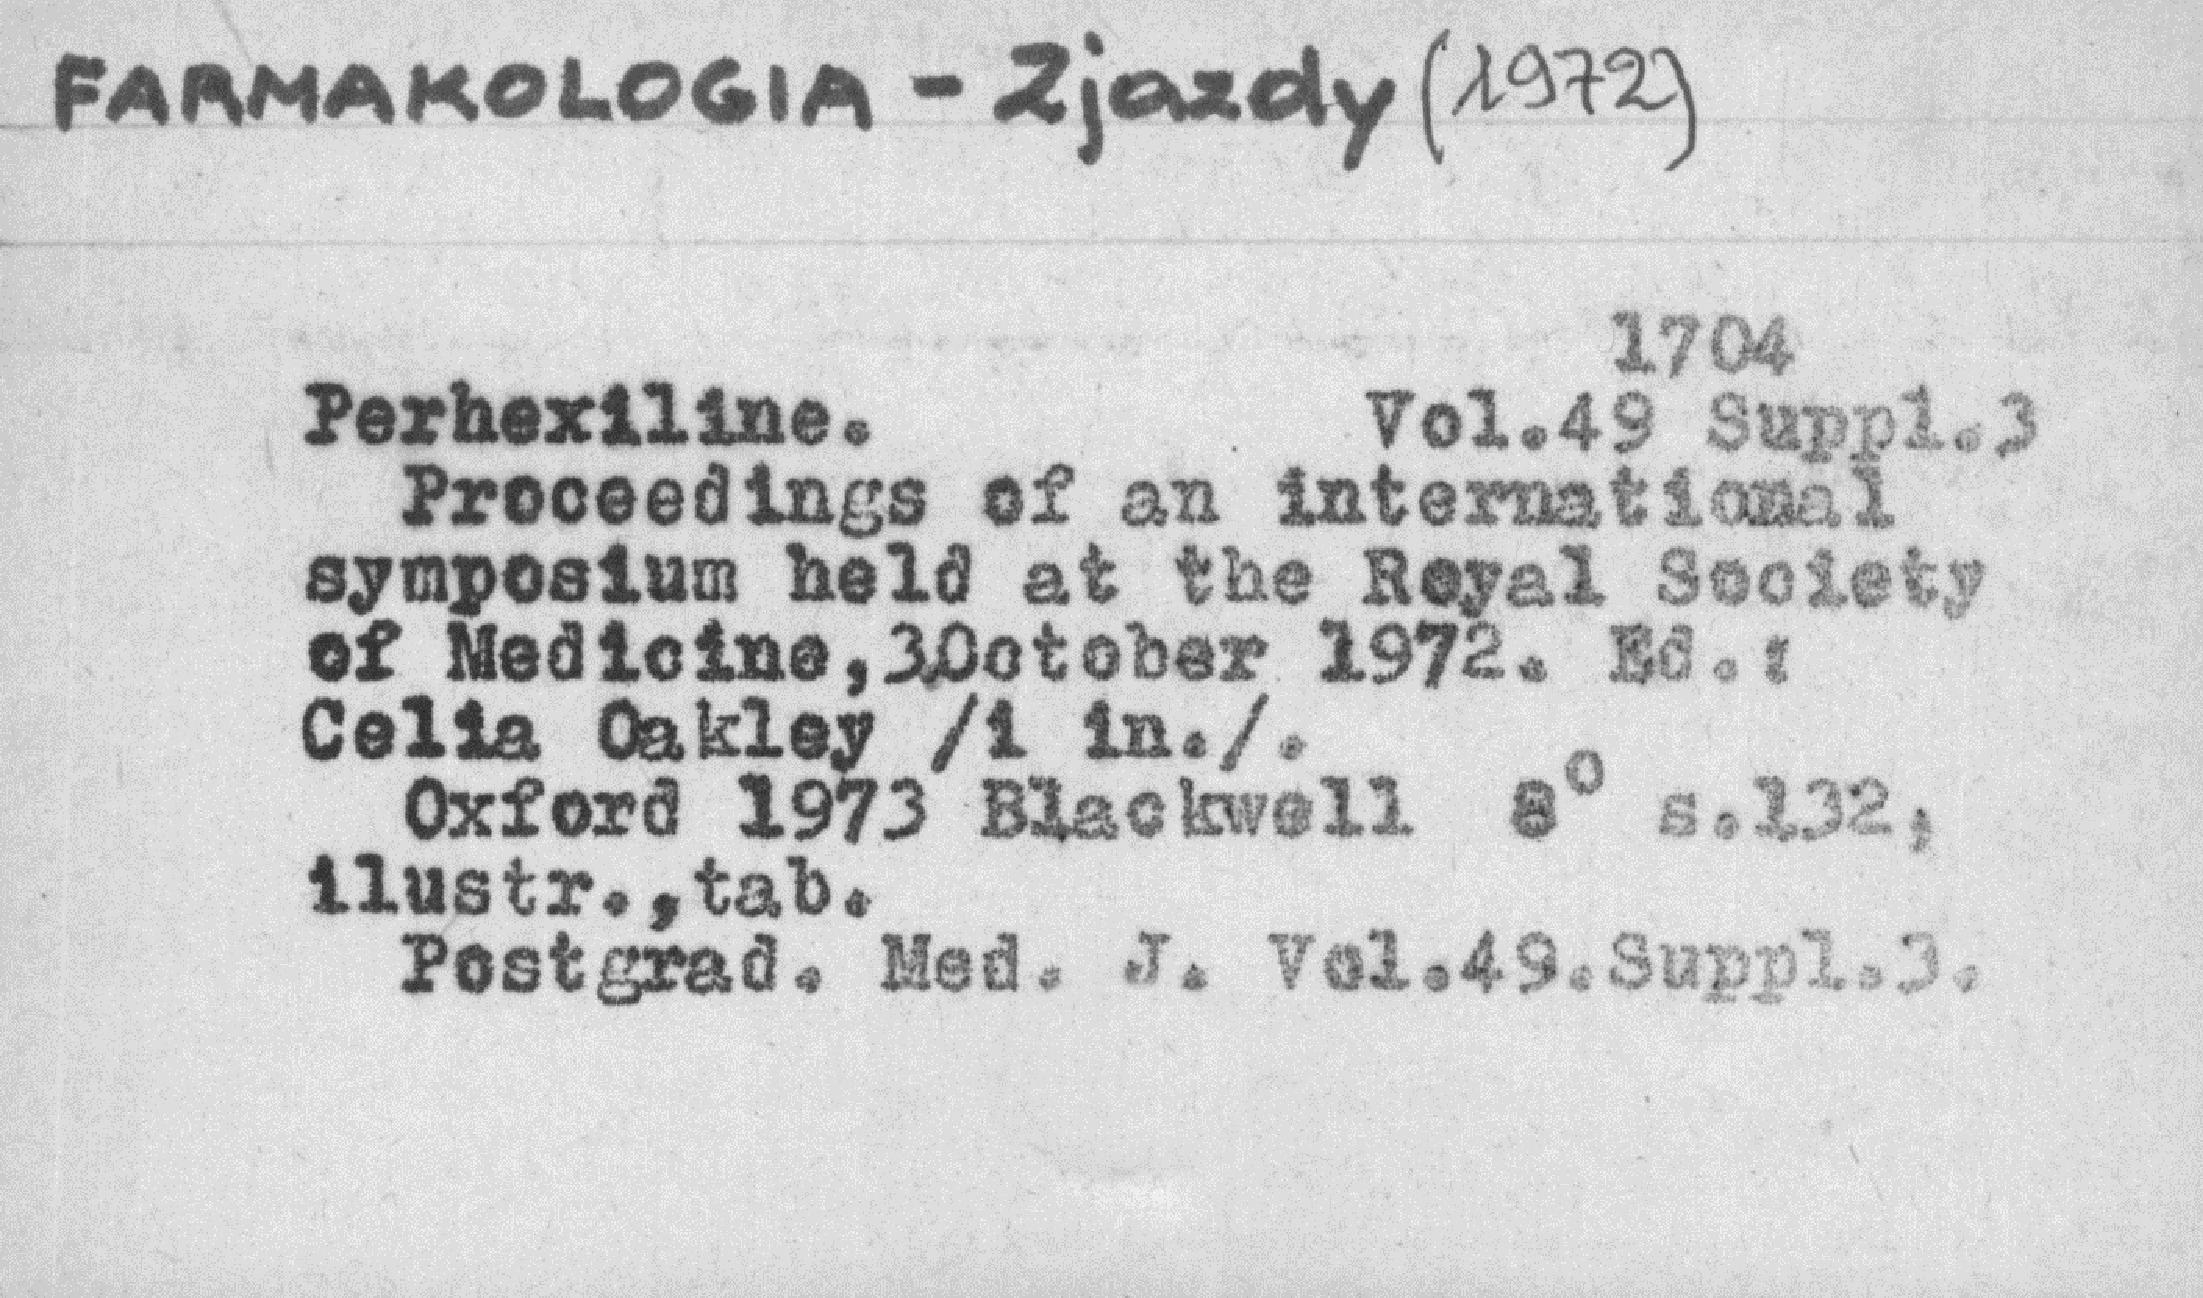 FARMAKOLOGIA - Zjazdy (1972)
1704
Perhexiline. Vol.49 Suppl.3
Proceedings of an international
symposium held at the Royal Society
of Medicine,3October 1972. Ed.:
Celia Oakley /i in./.
Oxford 1973 Blackwell 8° s.132,
ilustr.,tab.
Postgrad. Med. J. Vol.49.Suppl.3.